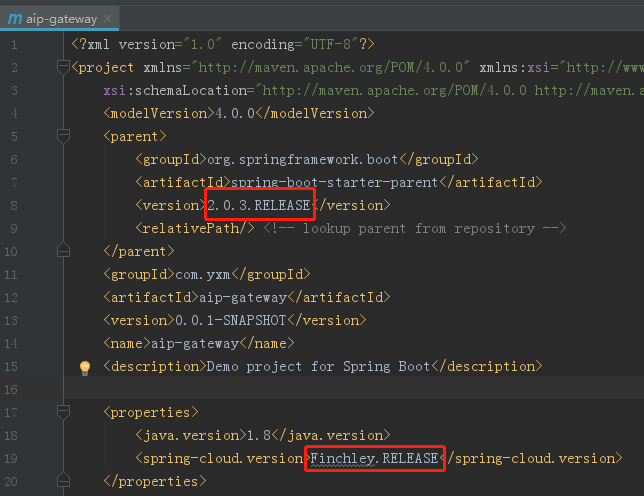 m aip-gateway ×
1 <?xml version="1.0" encoding="UTF-8"?>
2 <project xmlns="http://maven.apache.org/POM/4.0.0" xmlns:xsi="http://www
3 xsi:schemaLocation="http://maven.apache.org/POM/4.0.0 http://maven.a
4 <modelVersion>4.0.0</modelVersion>
5 <parent>
6 <groupId>org.springframework.boot</groupId>
7 <artifactId>spring-boot-starter-parent</artifactId>
8 <version>2.0.3.RELEASE</version>
9 <relativePath/> <!-- lookup parent from repository -->
10 </parent>
11 <groupId>com.yxm</groupId>
12 <artifactId>aip-gateway</artifactId>
13 <version>0.0.1-SNAPSHOT</version>
14 <name>aip-gateway</name>
15 <description>Demo project for Spring Boot</description>
16
17 <properties>
18 <java.version>1.8</java.version>
19 <spring-cloud.version>Finchley.RELEASE</spring-cloud.version>
20 </properties>